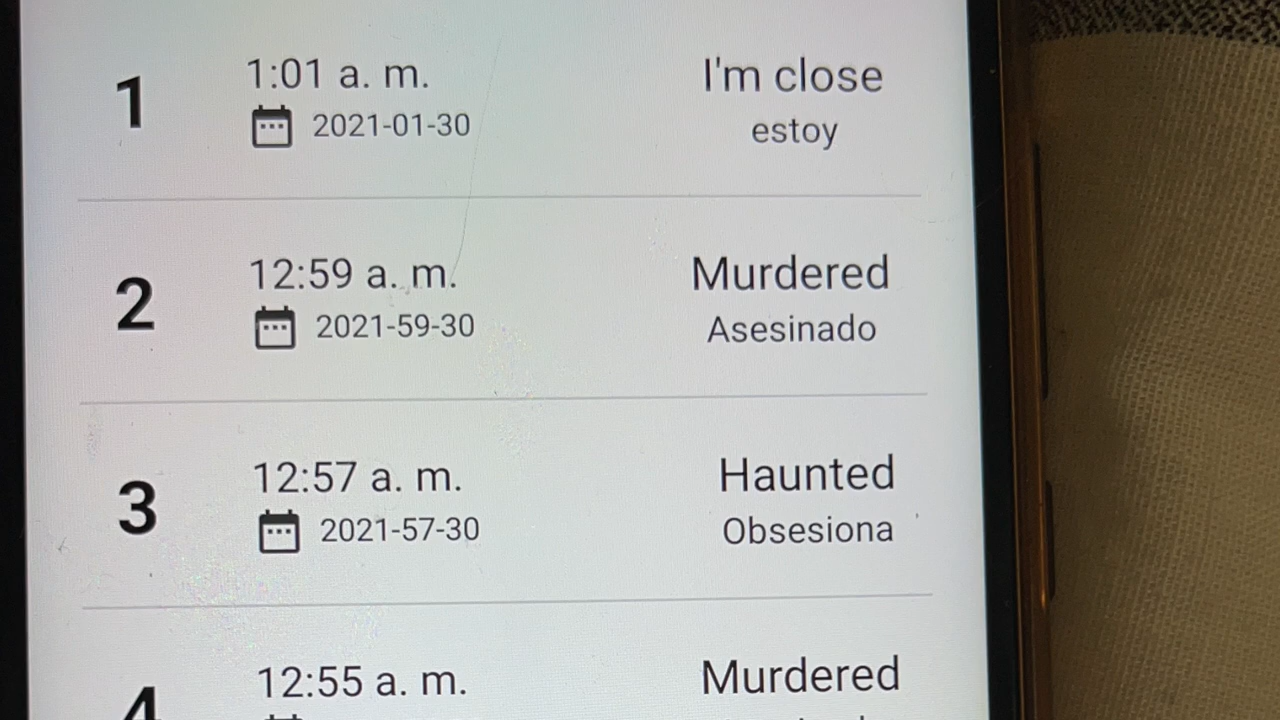 1
1:01 a. m.
2021-01-30
I'm close
estoy
2
12:59 a. m.
2021-59-30
Murdered
Asesinado
3
12:57 a. m.
2021-57-30
Haunted
Obsesiona
4
12:55 a. m.
Murdered